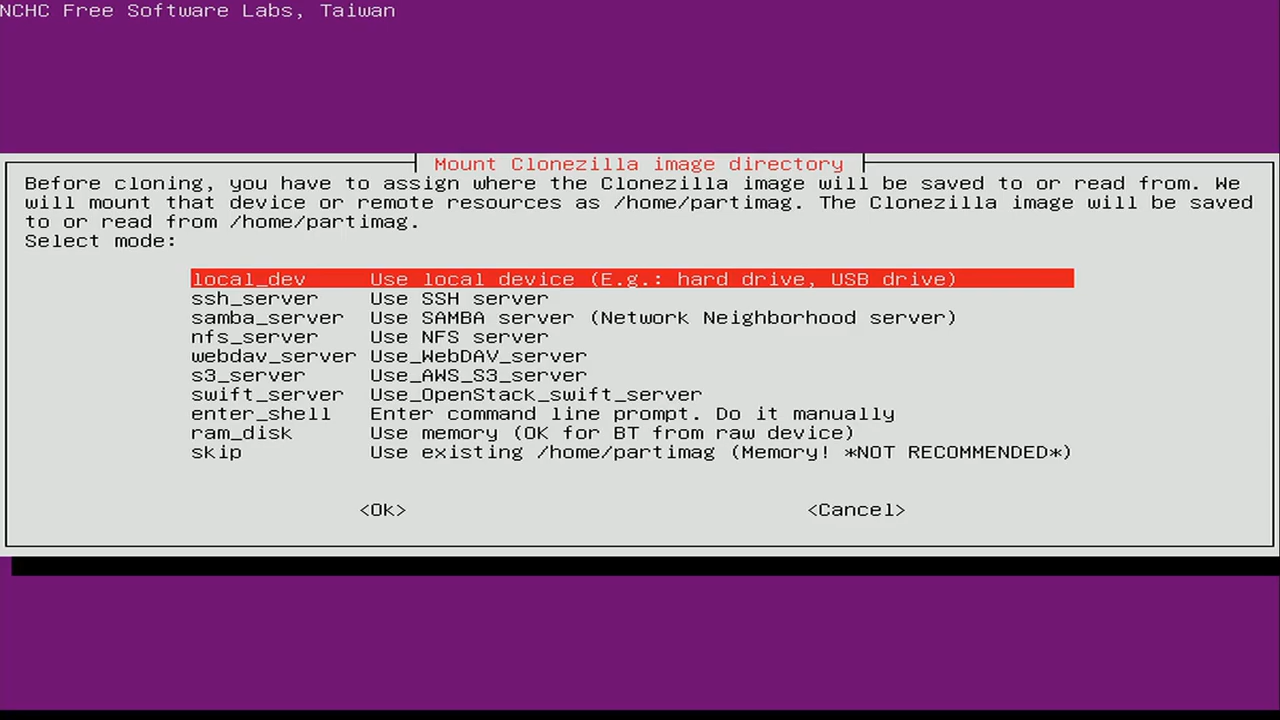 NCHC Free Software Labs, Taiwan
Mount Clonezilla image directory
Before cloning, you have to assign where the Clonezilla image will be saved to or read from. We
will mount that device or remote resources as /home/partimag. The Clonezilla image will be saved
to or read from /home/partimag.
Select mode:
local_dev Use local device (E.g.: hard drive, USB drive)
ssh_server Use SSH server
samba_server Use SAMBA server (Network Neighborhood server)
nfs_server Use NFS server
webdav_server Use_WebDAV_server
s3_server Use_AWS_S3_server
swift_server Use_OpenStack_swift_server
enter_shell Enter command line prompt. Do it manually
ram_disk Use memory (OK for BT from raw device)
skip Use existing /home/partimag (Memory! *NOT RECOMMENDED*)
<Ok> <Cancel>